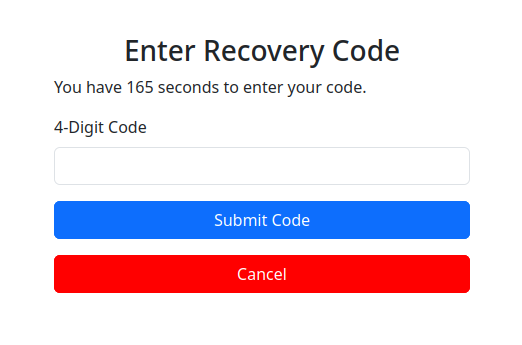 Enter Recovery Code
You have 165 seconds to enter your code.
4-Digit Code
Submit Code
Cancel